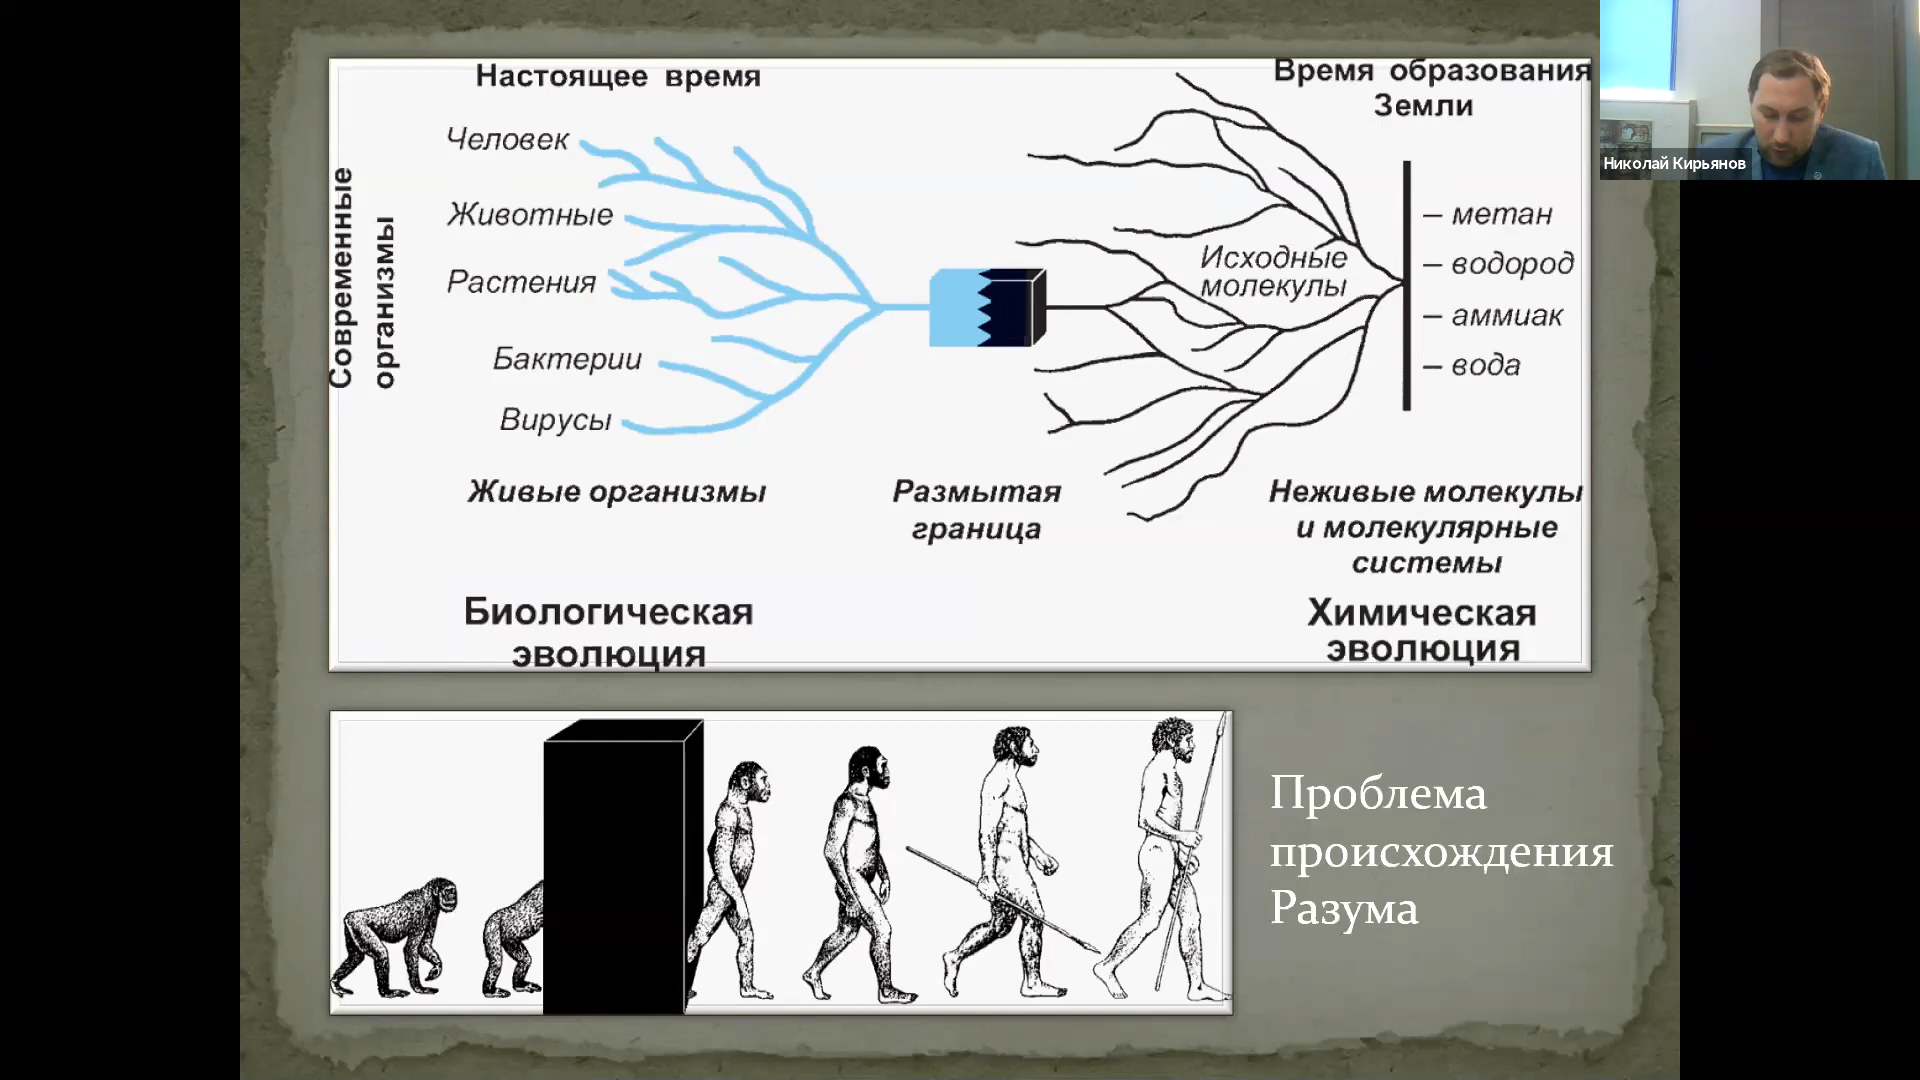 Настоящее время
Время образования
Земли
Николай Кирьянов
Современные
организмы
Человек
Животные
Растения
Бактерии
Вирусы
Исходные
молекулы
– метан
– водород
– аммиак
– вода
Живые организмы
Размытая
граница
Неживые молекулы
и молекулярные
системы
Биологическая
эволюция
Химическая
эволюция
Проблема
происхождения
Разума